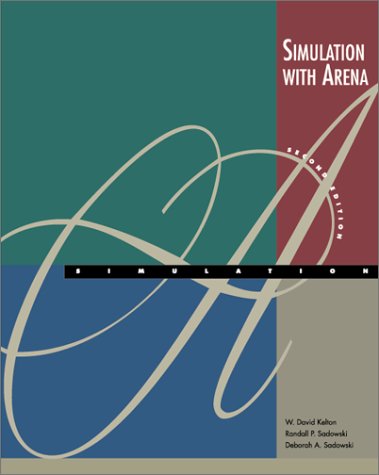 SIMULATION
WITH ARENA
SECOND EDITION
SIMULATION
W. David Kelton
Randall P. Sadowski
Deborah A. Sadowski